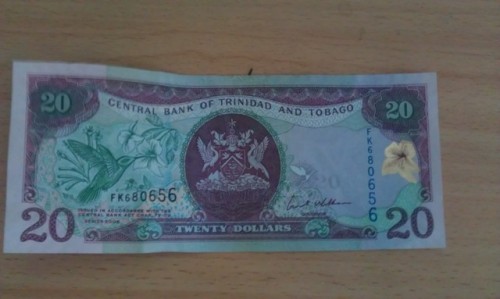 20
CENTRAL BANK OF TRINIDAD AND TOBAGO
20
FK680656
FK680656
20
TWENTY DOLLARS
20